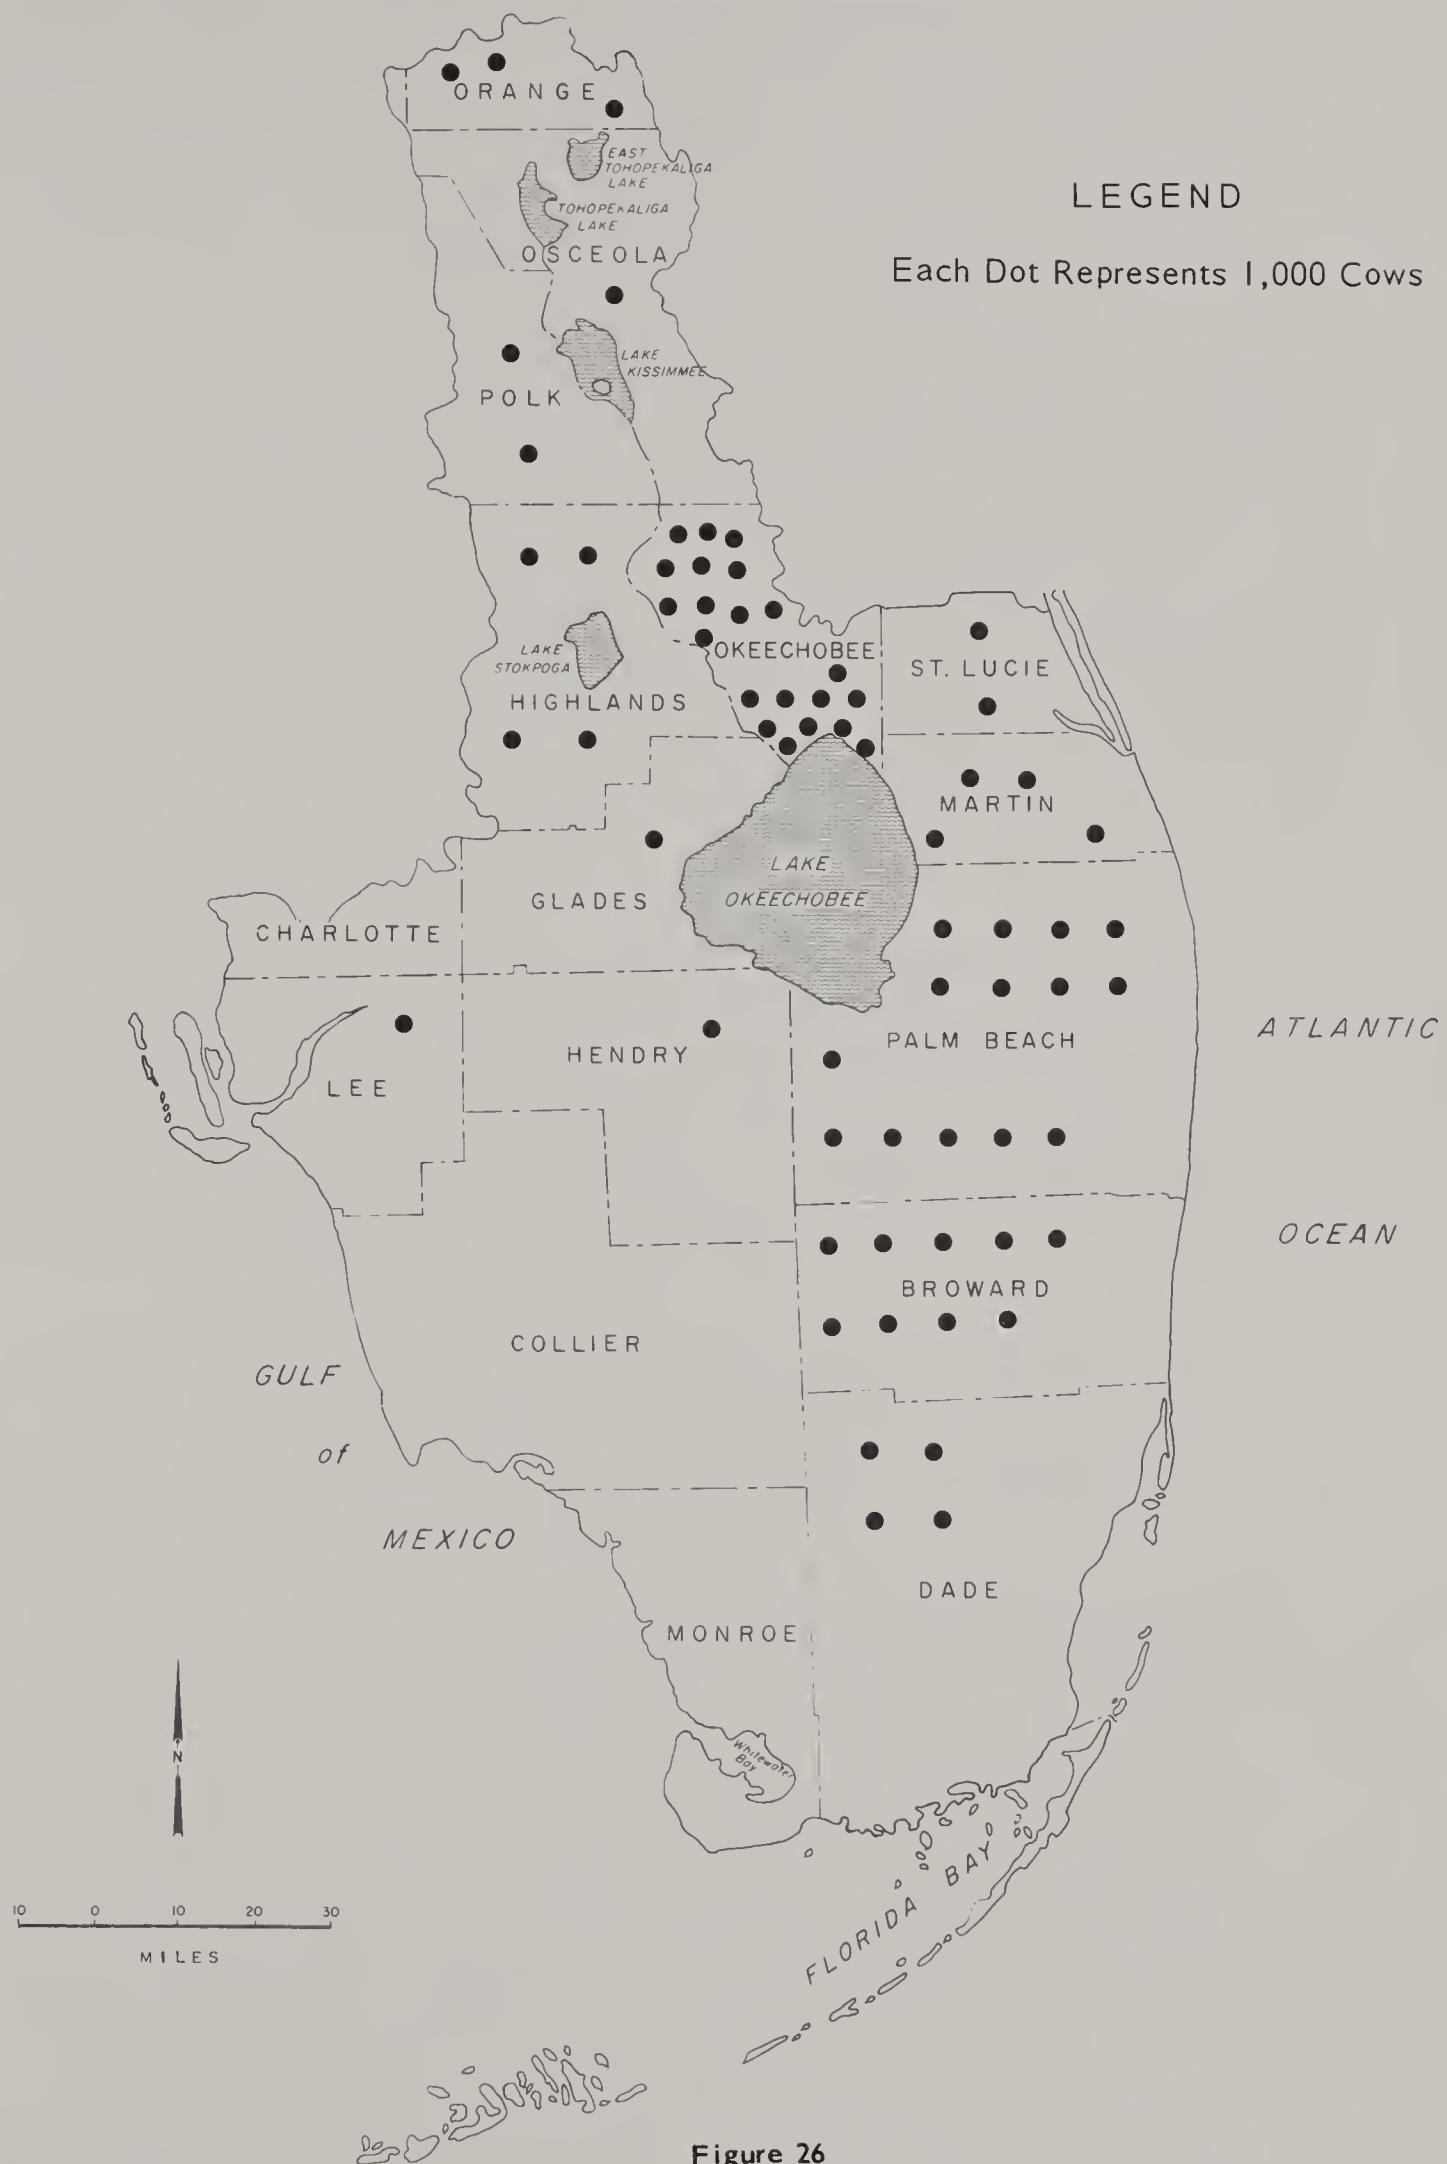 ORANGE
EAST
TOHOPEKALIGA
LAKE
TOHOPEKALIGA
LAKE
OSCEOLA
LEGEND
Each Dot Represents 1,000 Cows
LAKE
KISSIMMEE
POLK
OKEECHOBEE
ST. LUCIE
LAKE
STOKPOGA
HIGHLANDS
MARTIN
LAKE
OKEECHOBEE
GLADES
CHARLOTTE
ATLANTIC
PALM BEACH
HENDRY
LEE
OCEAN
BROWARD
COLLIER
GULF
of
MEXICO
DADE
MONROE
Whitewater
Bay
N
10 0 10 20 30
MILES
FLORIDA BAY
Figure 26